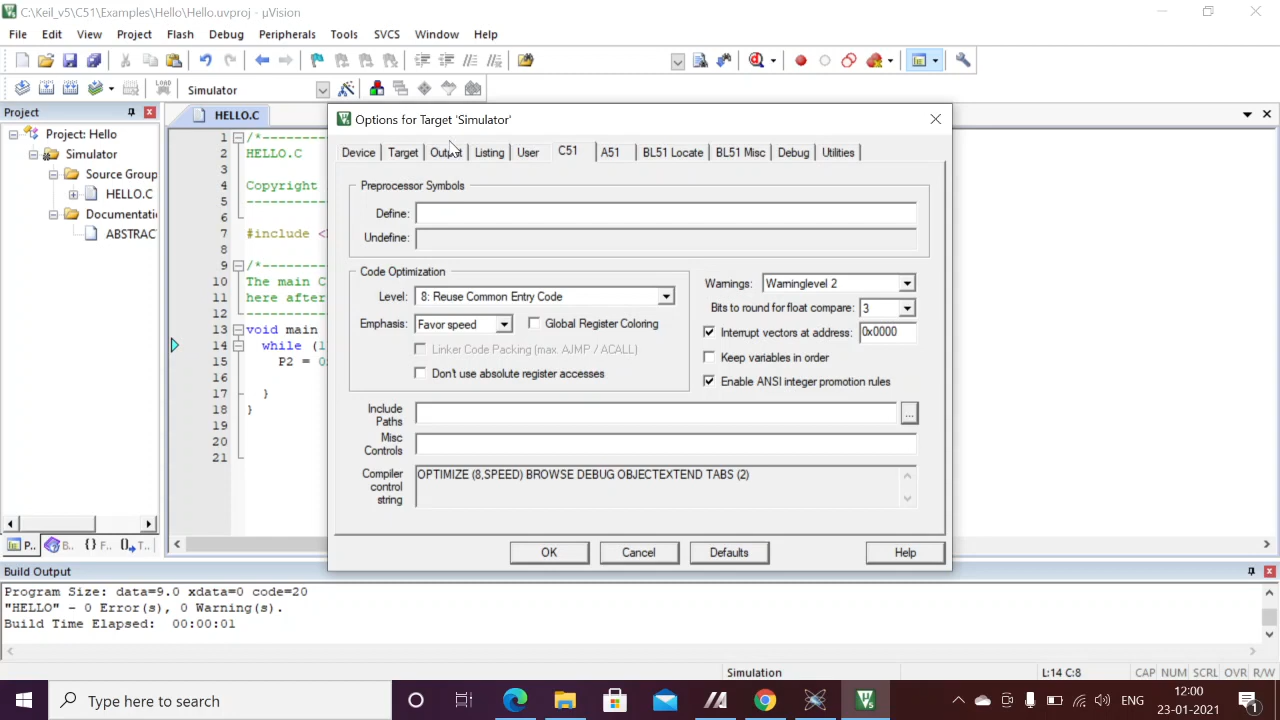 C:\Keil_v5\C51\Examples\Hello\Hello.uvproj - µVision
File Edit View Project Flash Debug Peripherals Tools SVCS Window Help
LOAD
Simulator
Project
HELLO.C
Project: Hello
Simulator
Source Group
HELLO.C
Documentatio
ABSTRAC
1 /*-----------
2 HELLO.C
3
4 Copyright
5 -----------
6
7 #include <
8
9 /*-----------
10 The main C
11 here after
12 -----------
13 void main
14 while (1
15 P2 = 0
16
17 }
18 }
19
20
21
Options for Target 'Simulator'
Device Target Output Listing User C51 A51 BL51 Locate BL51 Misc Debug Utilities
Preprocessor Symbols
Define:
Undefine:
Code Optimization
Level: 8: Reuse Common Entry Code
Emphasis: Favor speed Global Register Coloring
Linker Code Packing (max. AJMP / ACALL)
Don't use absolute register accesses
Warnings: Warninglevel 2
Bits to round for float compare: 3
Interrupt vectors at address: 0x0000
Keep variables in order
Enable ANSI integer promotion rules
Include
Paths
...
Misc
Controls
Compiler
control
string
OPTIMIZE (8,SPEED) BROWSE DEBUG OBJECTEXTEND TABS (2)
OK Cancel Defaults Help
P.. B.. {} F.. T..
Build Output
Program Size: data=9.0 xdata=0 code=20
"HELLO" - 0 Error(s), 0 Warning(s).
Build Time Elapsed: 00:00:01
Simulation L:14 C:8 CAP NUM SCRL OVR R/W
Type here to search
ENG
12:00
23-01-2021
1